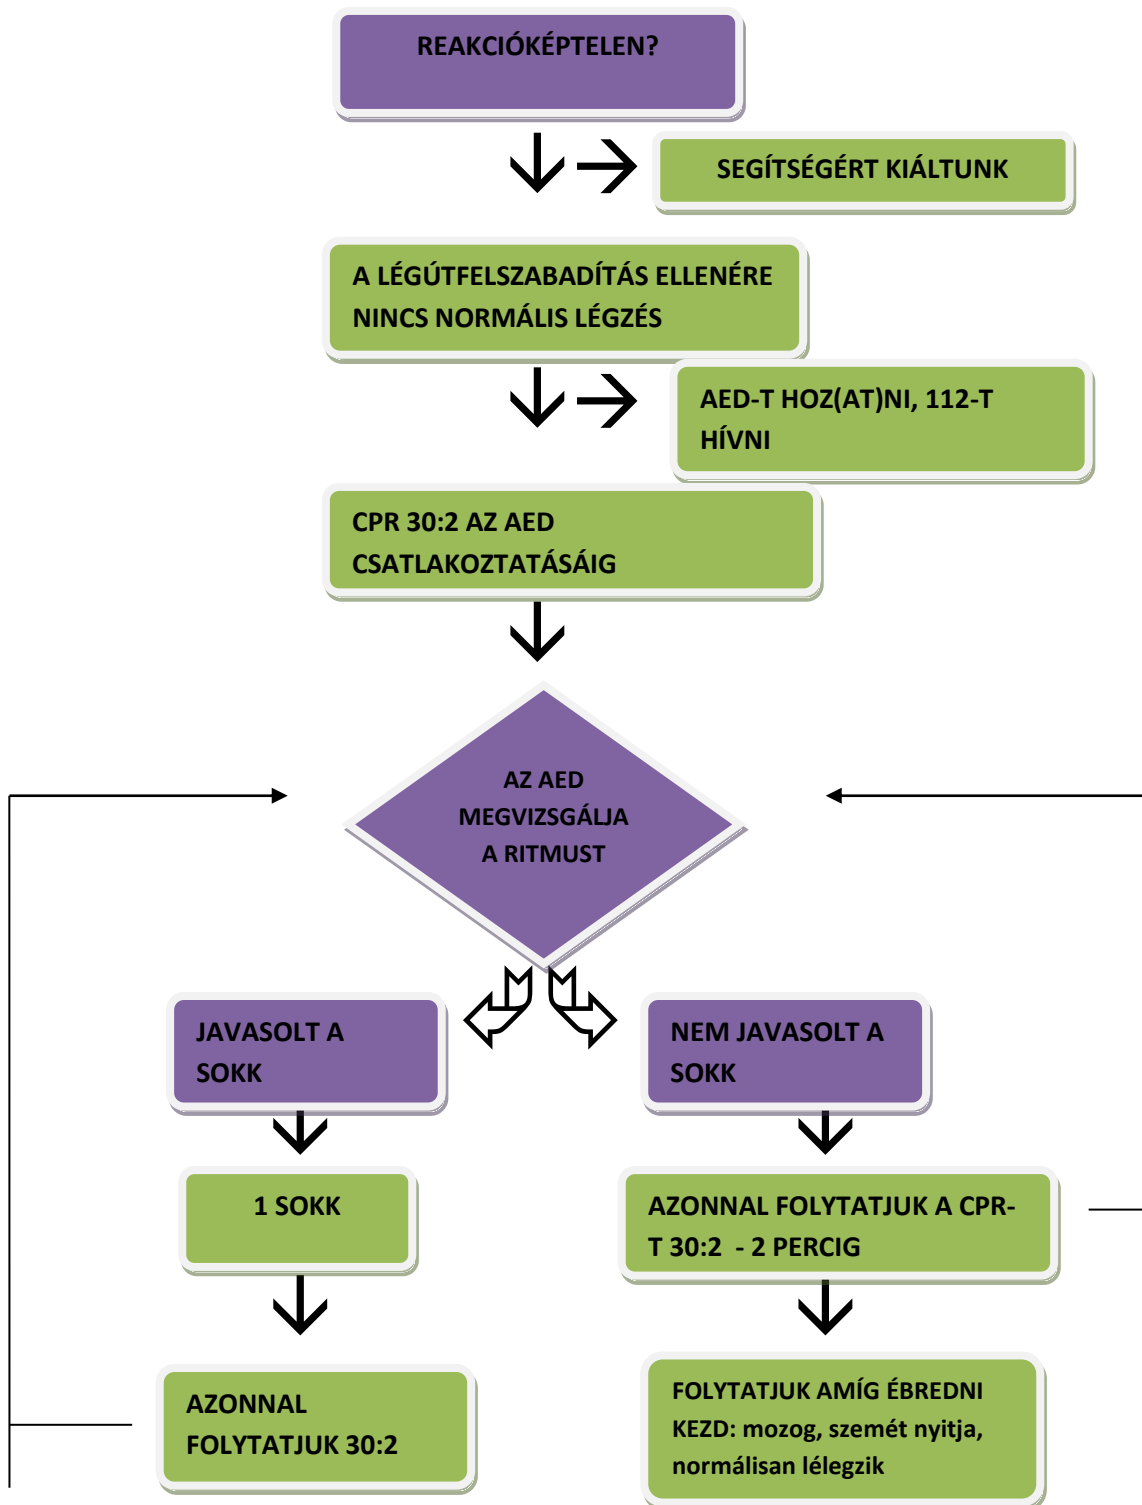 REAKCIÓKÉPTELEN?
SEGÍTSÉGÉRT KIÁLTUNK
A LÉGÚTFELSZABADÍTÁS ELLENÉRE
NINCS NORMÁLIS LÉGZÉS
AED-T HOZ(AT)NI, 112-T
HÍVNI
CPR 30:2 AZ AED
CSATLAKOZTATÁSÁIG
AZ AED
MEGVIZSGÁLJA
A RITMUST
JAVASOLT A
SOKK
NEM JAVASOLT A
SOKK
1 SOKK
AZONNAL FOLYTATJUK A CPR-
T 30:2 - 2 PERCIG
AZONNAL
FOLYTATJUK 30:2
FOLYTATJUK AMÍG ÉBREDNI
KEZD: mozog, szemét nyitja,
normálisan lélegzik